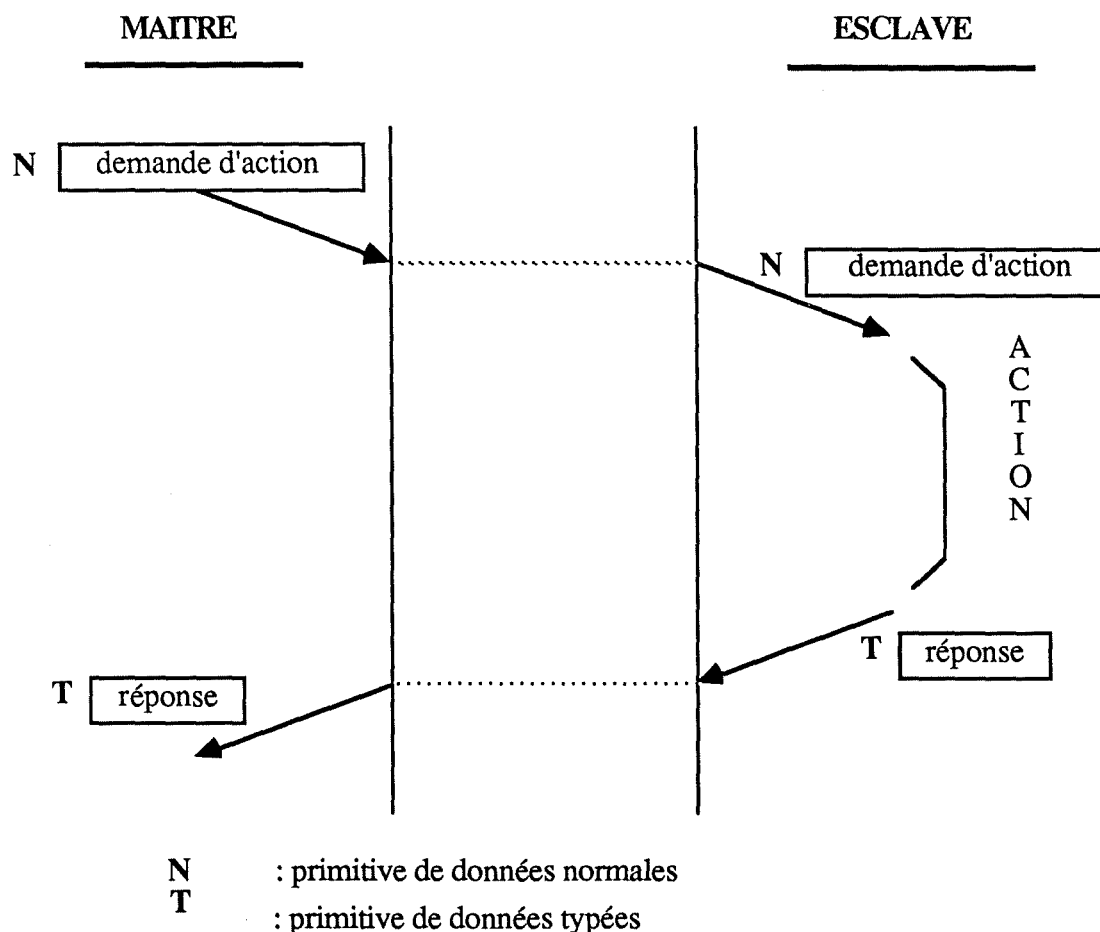 MAITRE
ESCLAVE
N demande d'action
N demande d'action
A
C
T
I
O
N
T réponse
T réponse
N : primitive de données normales
T : primitive de données typées